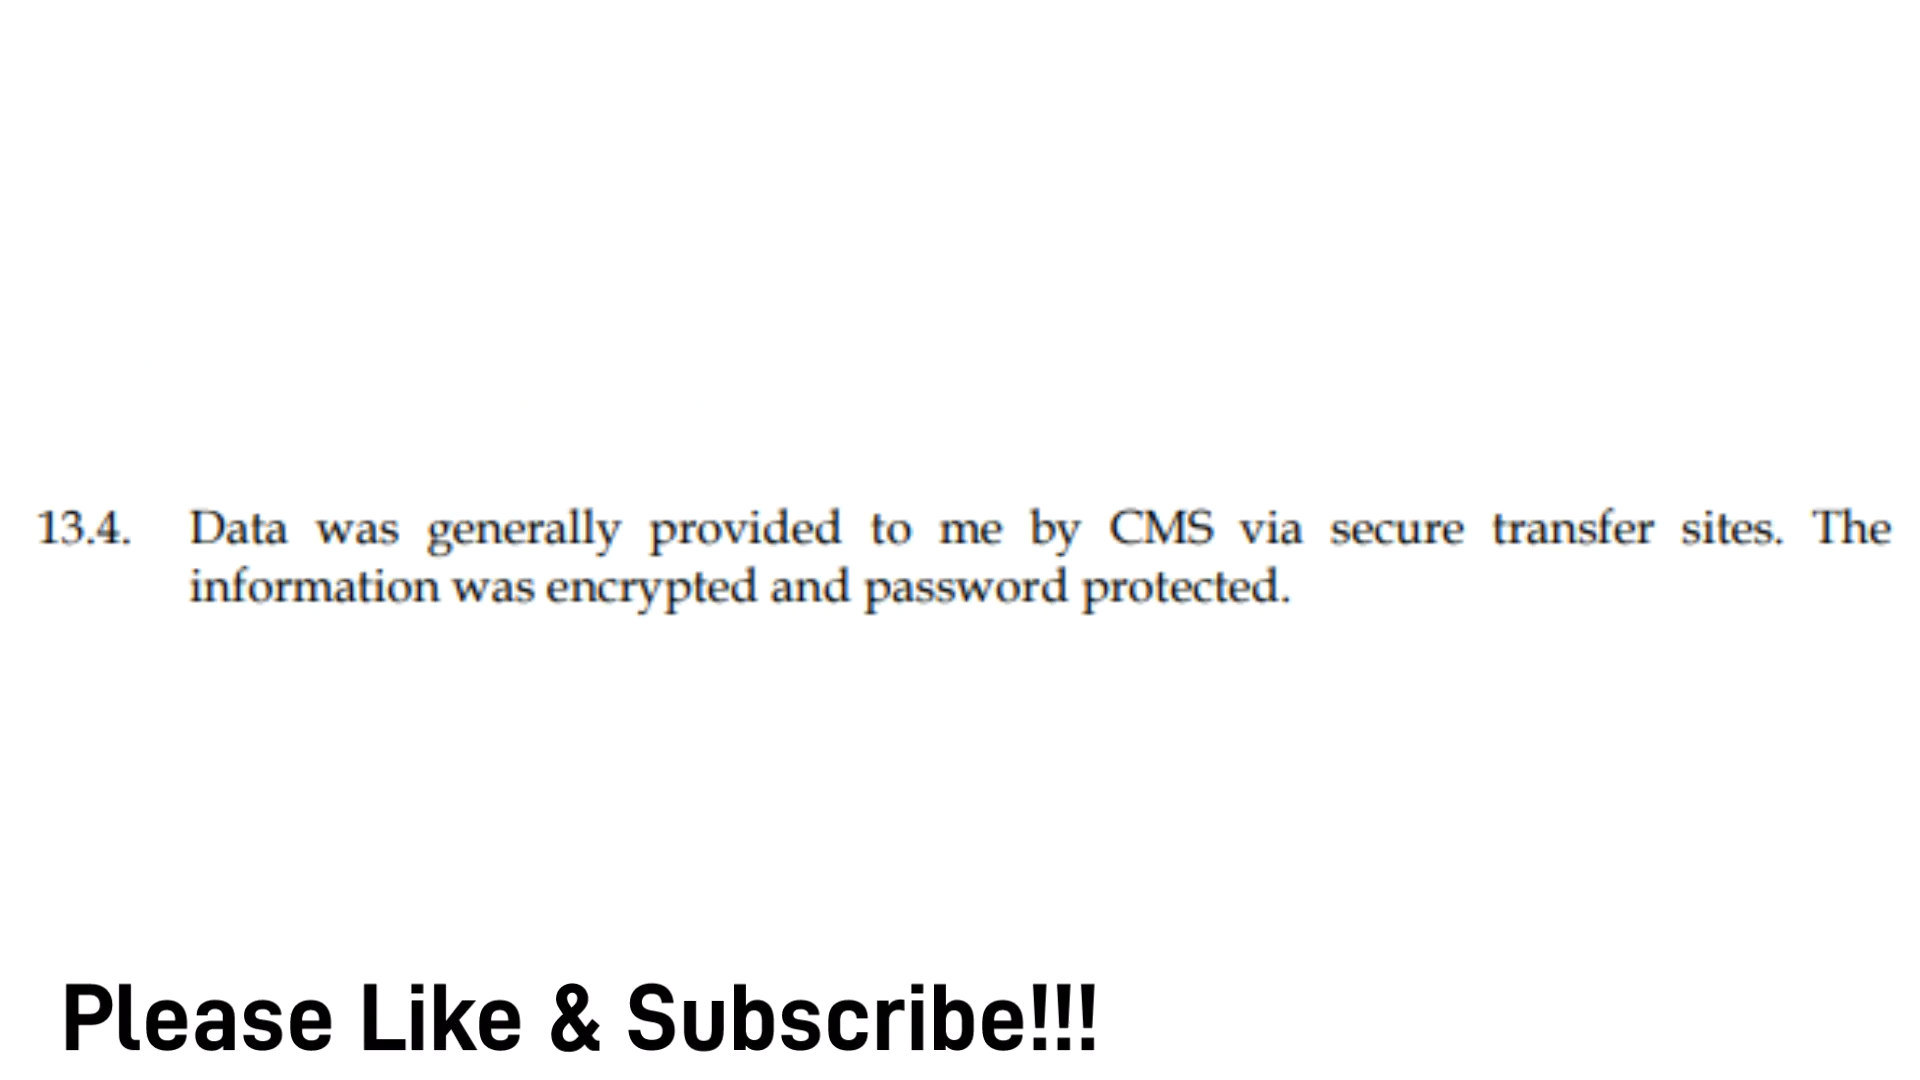 13.4. Data was generally provided to me by CMS via secure transfer sites. The
information was encrypted and password protected.
Please Like & Subscribe!!!